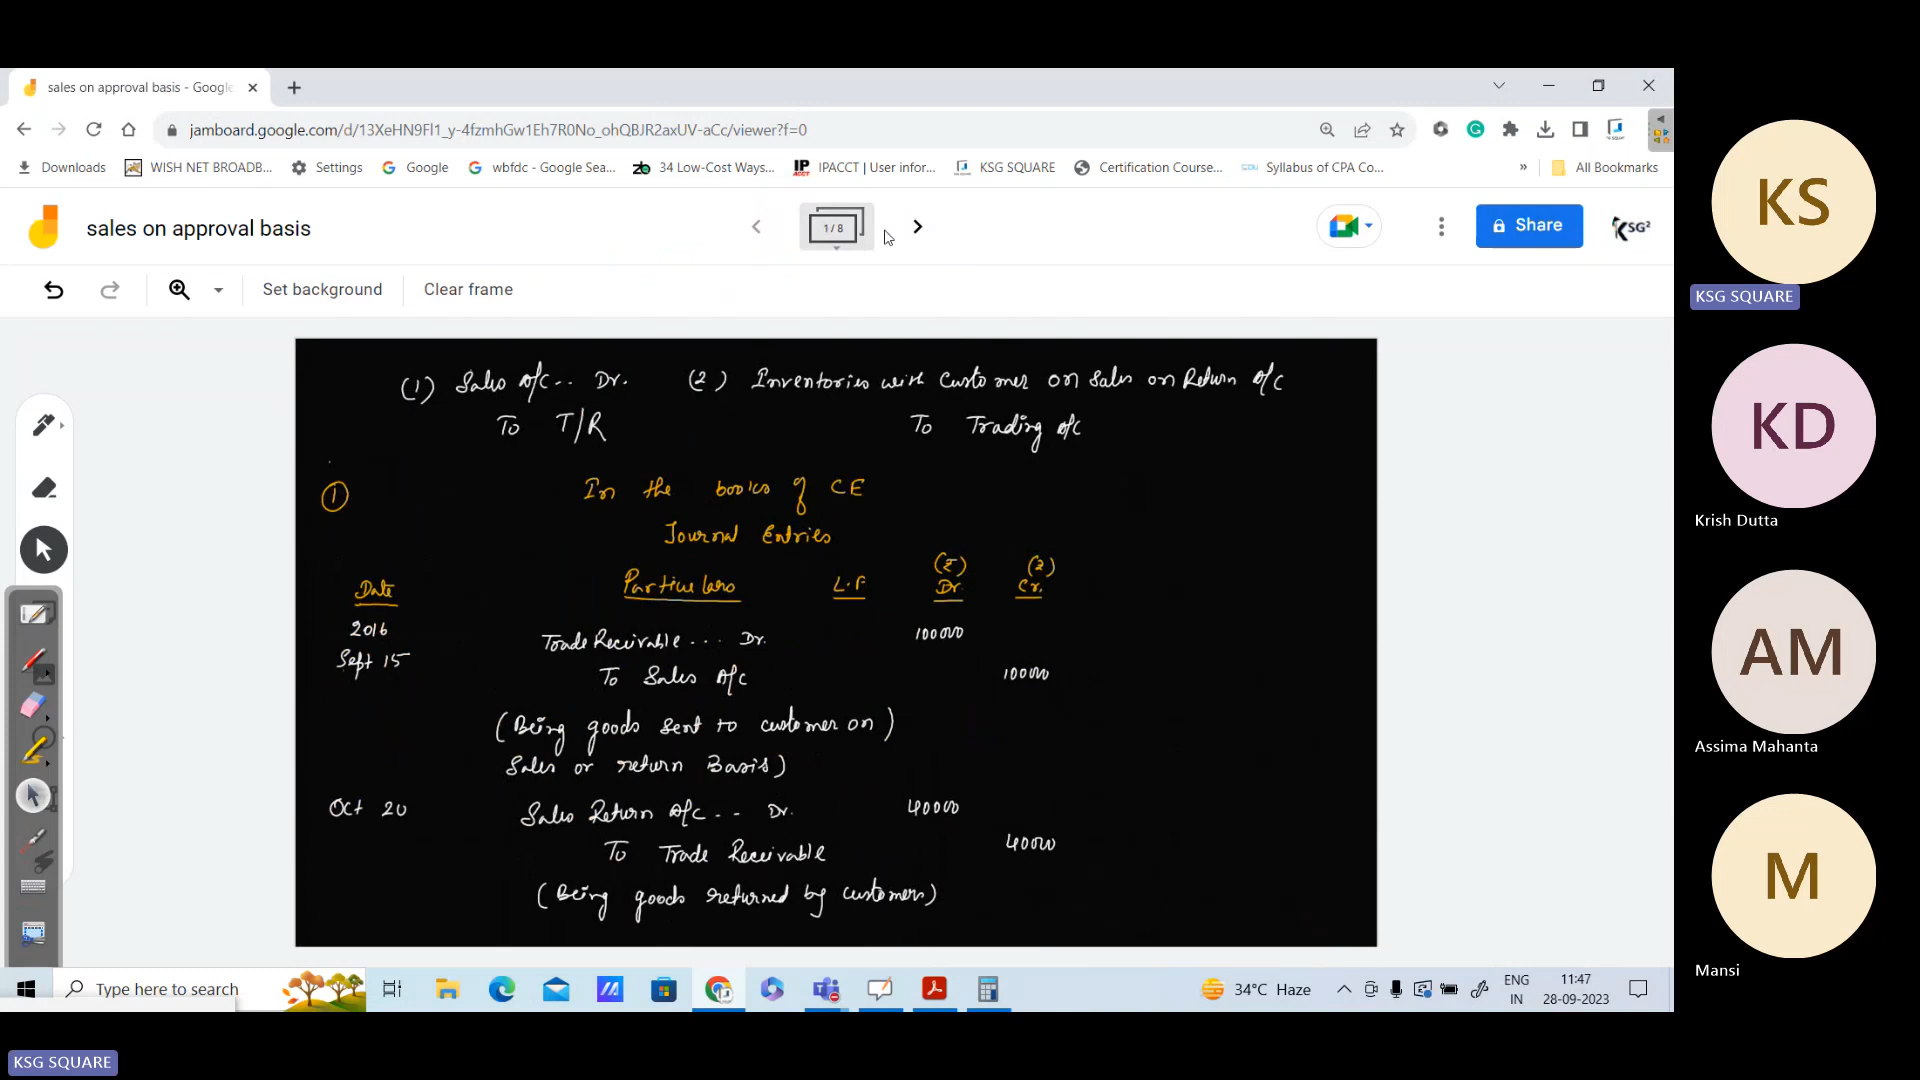 sales on approval basis - Google
jamboard.google.com/d/13XeHN9Fl1_y-4fzmhGw1Eh7R0No_ohQBJR2axUV-aCc/viewer?f=0
Downloads WISH NET BROADB... Settings Google wbfdc - Google Sea... 34 Low-Cost Ways... IPACCT | User infor... KSG SQUARE Certification Course... Syllabus of CPA Co... » All Bookmarks
sales on approval basis
1 / 8
Share
KSG²
Set background Clear frame
(1) Sales A/c.. Dr. (2) Inventories with Customer on Sales on Return A/c
To T/R To Trading A/c
① In the books of CE
Journal Entries
(₹) (₹)
Date Particulars L.F Dr. Cr.
2016
Sept 15 Trade Receivable ... Dr. 100000
To Sales A/c 100000
(Being goods sent to customer on)
Sales or return Basis)
Oct 20 Sales Return A/c .. Dr. 40000
To Trade Receivable 40000
(Being goods returned by customers)
Type here to search
34°C Haze
ENG
IN
11:47
28-09-2023
KS
KSG SQUARE
KD
Krish Dutta
AM
Assima Mahanta
M
Mansi
KSG SQUARE